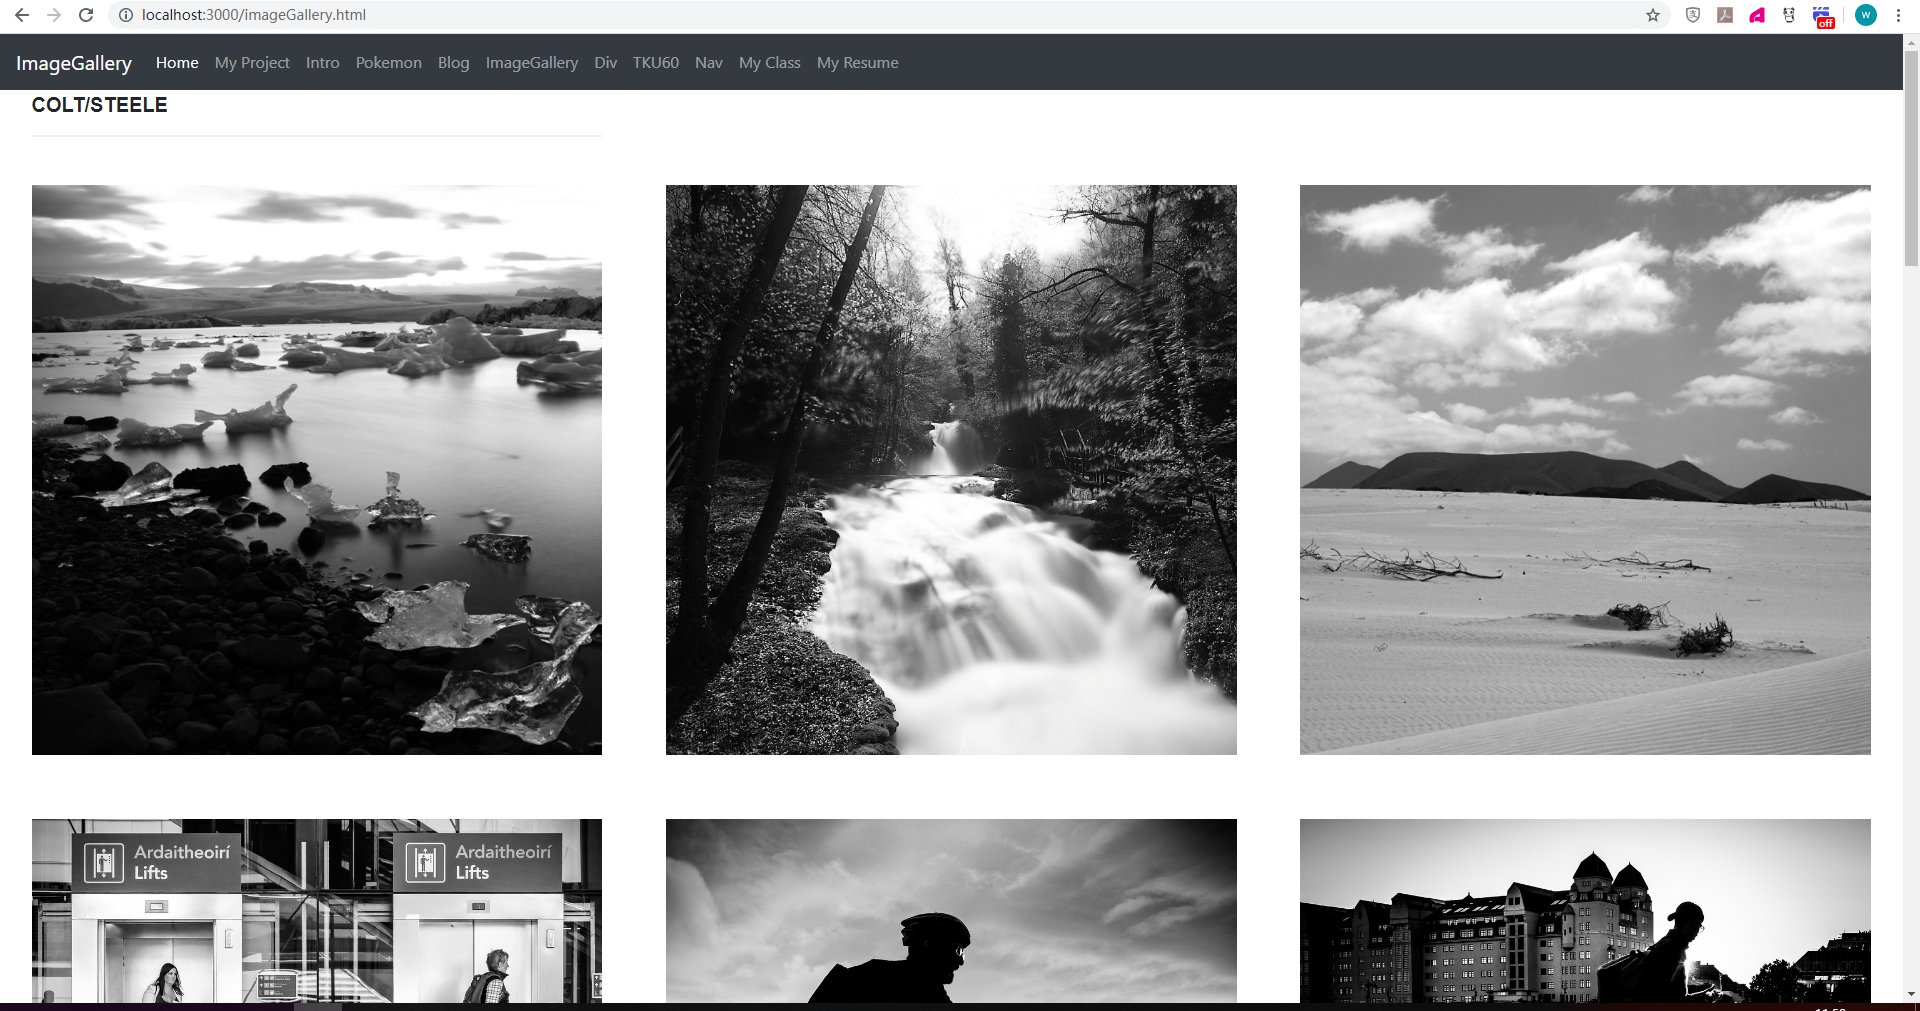 localhost:3000/imageGallery.html
off
W
ImageGallery Home My Project Intro Pokemon Blog ImageGallery Div TKU60 Nav My Class My Resume
COLT/STEELE
Ardaitheoirí Ardaitheoirí
Lifts Lifts